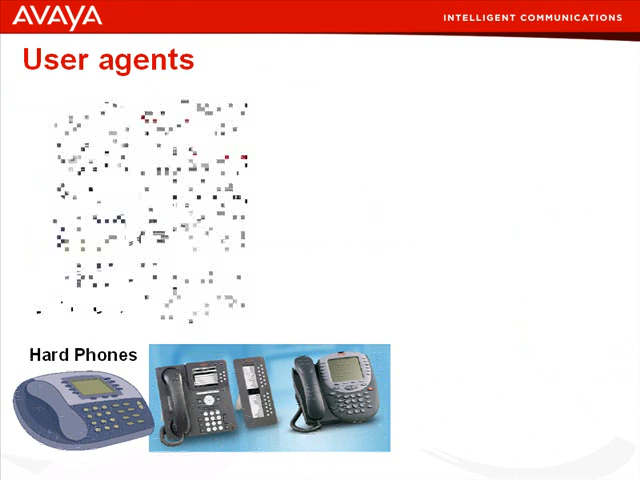 AVAYA
INTELLIGENT COMMUNICATIONS
User agents
Hard Phones